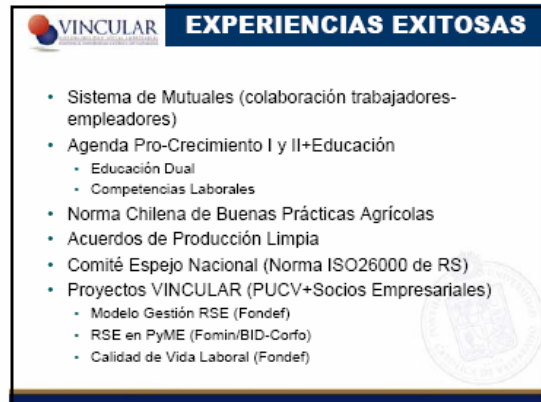 VINCULAR
EXPERIENCIAS EXITOSAS
• Sistema de Mutuales (colaboración trabajadores-
empleadores)
• Agenda Pro-Crecimiento I y II+Educación
• Educación Dual
• Competencias Laborales
• Norma Chilena de Buenas Prácticas Agrícolas
• Acuerdos de Producción Limpia
• Comité Espejo Nacional (Norma ISO26000 de RS)
• Proyectos VINCULAR (PUCV+Socios Empresariales)
• Modelo Gestión RSE (Fondef)
• RSE en PyME (Fomin/BID-Corfo)
• Calidad de Vida Laboral (Fondef)